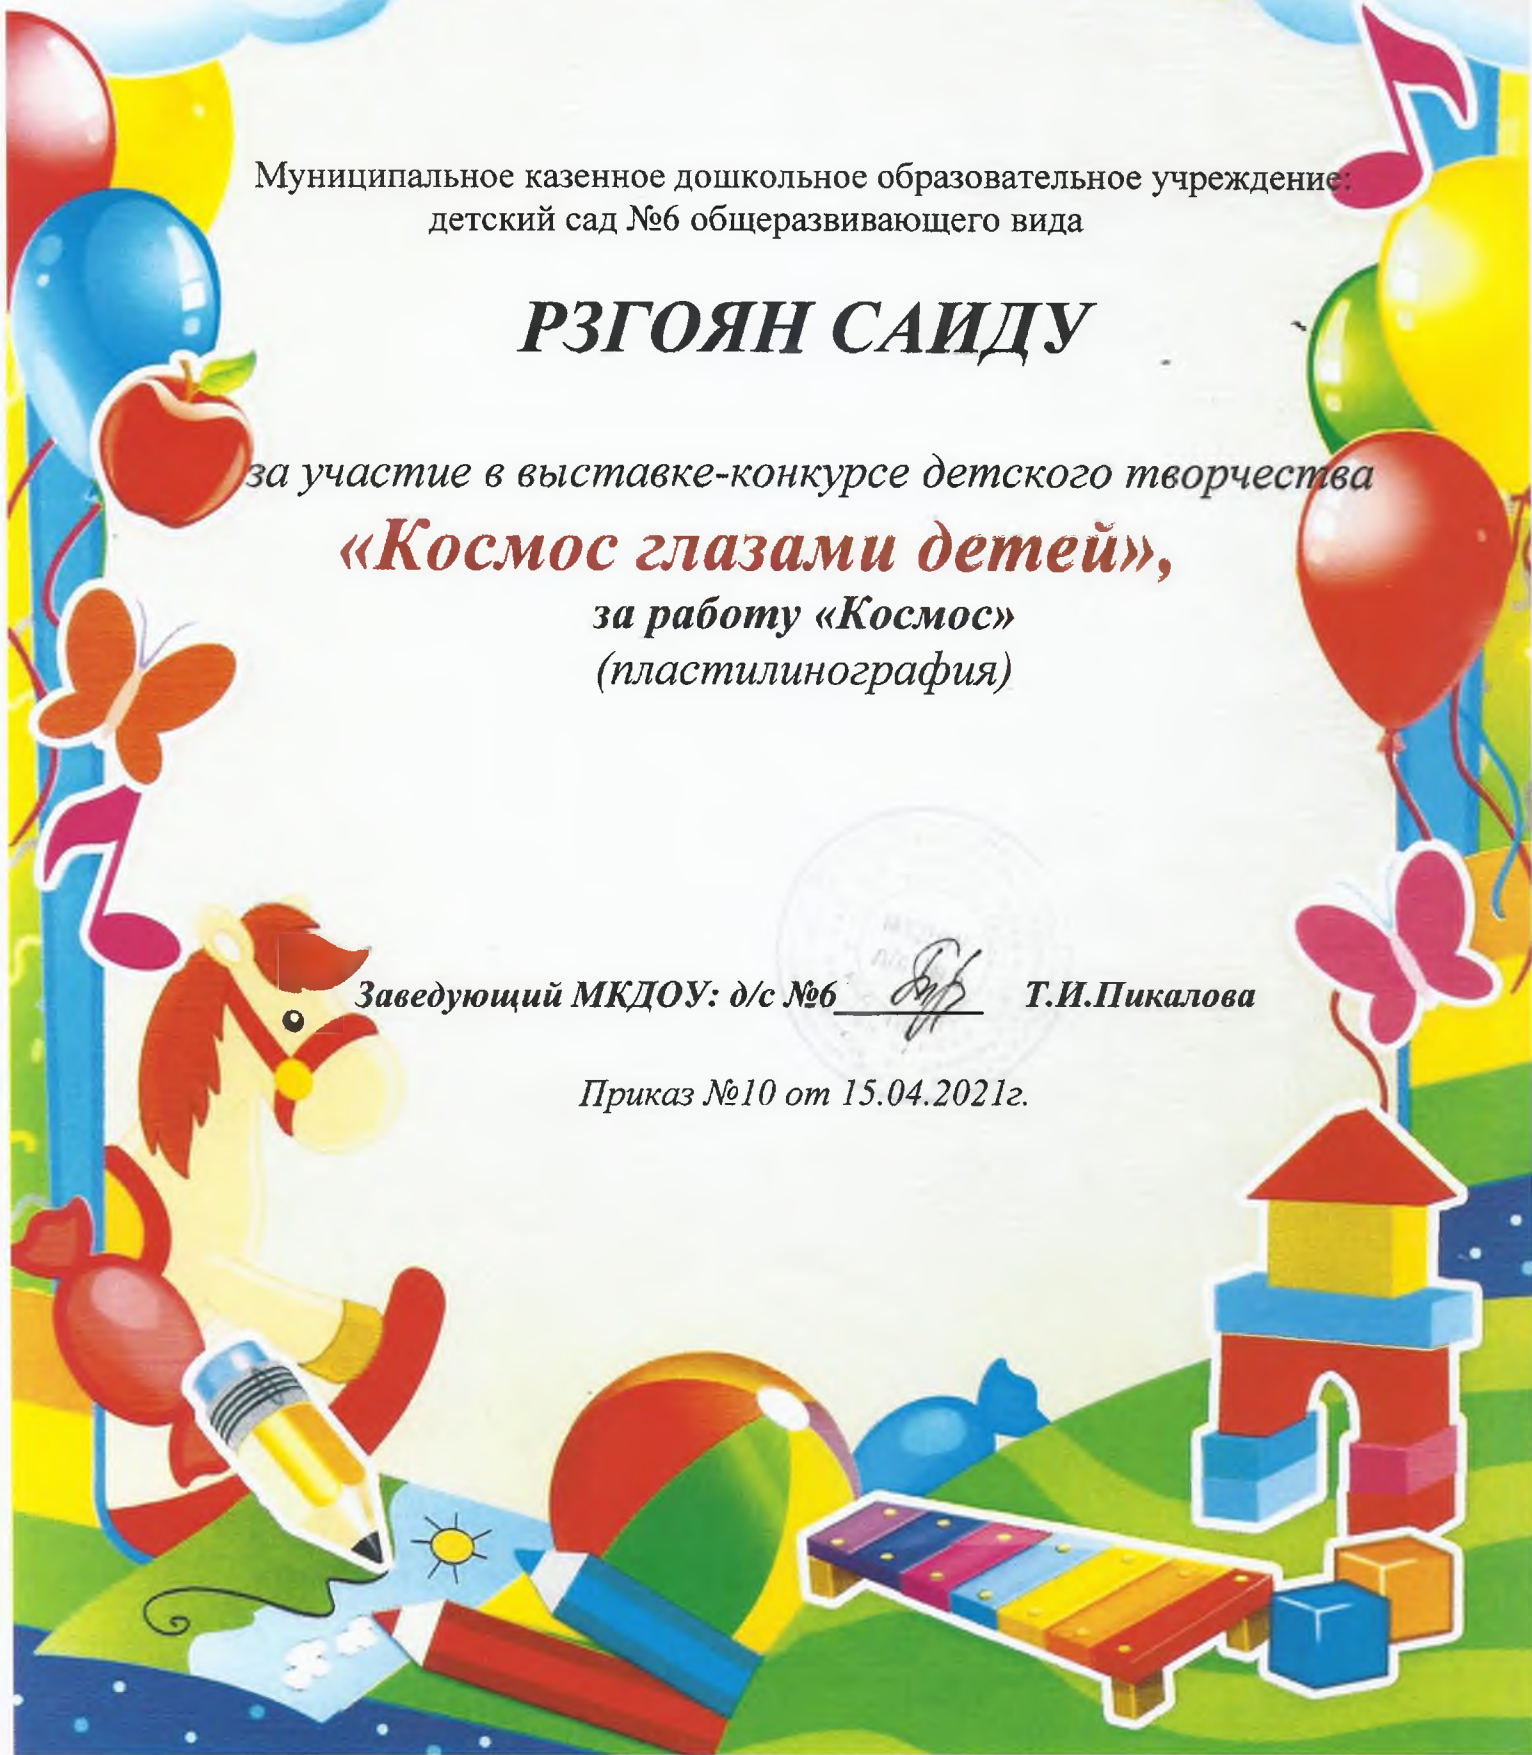 Муниципальное казенное дошкольное образовательное учреждение:
детский сад №6 общеразвивающего вида
РЗГОЯН САИДУ
за участие в выставке-конкурсе детского творчества
«Космос глазами детей»,
за работу «Космос»
(пластилинография)
Заведующий МКДОУ: д/с №6 Т.И.Пикалова
Приказ №10 от 15.04.2021г.